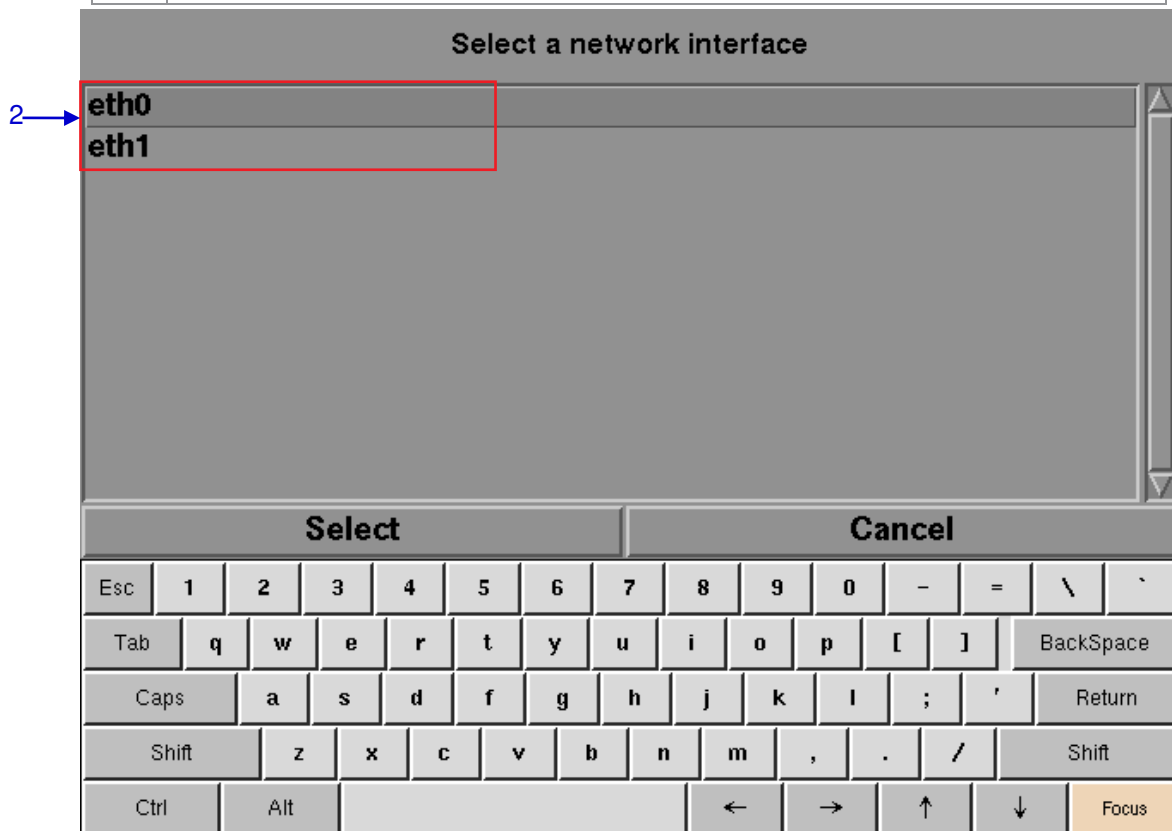 Select a network interface
2
eth0
eth1
Select Cancel
Esc 1 2 3 4 5 6 7 8 9 0 - = \ `
Tab q w e r t y u i o p [ ] BackSpace
Caps a s d f g h j k l ; ' Return
Shift z x c v b n m , . / Shift
Ctrl Alt ← → ↑ ↓ Focus